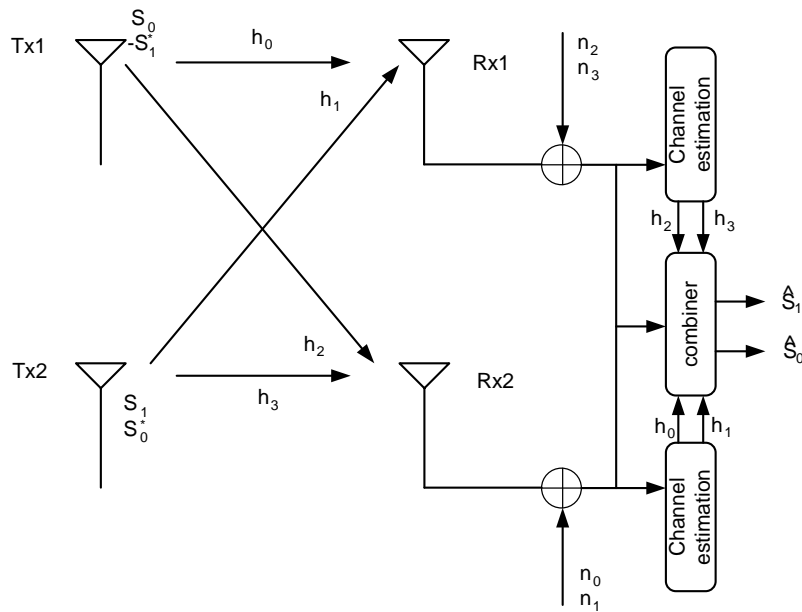 S₀
-S₁*
Tx1
h₀
Rx1
n₂
n₃
h₁
Channel
estimation
h₂
h₃
combiner
Ŝ₁
Ŝ₀
h₂
Tx2
h₃
Rx2
S₁
S₀*
h₀
h₁
Channel
estimation
n₀
n₁